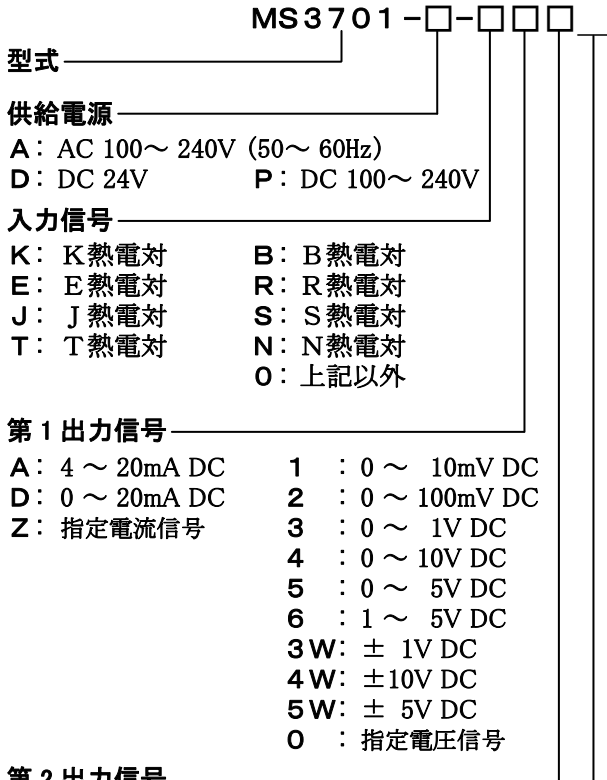 MS3701-□-□□□
型式
供給電源
A: AC 100～240V (50～60Hz)
D: DC 24V P: DC 100～240V
入力信号
K: K熱電対 B: B熱電対
E: E熱電対 R: R熱電対
J: J熱電対 S: S熱電対
T: T熱電対 N: N熱電対
0: 上記以外
第1出力信号
A: 4～20mA DC 1 : 0～ 10mV DC
D: 0～20mA DC 2 : 0～100mV DC
Z: 指定電流信号 3 : 0～ 1V DC
4 : 0～10V DC
5 : 0～ 5V DC
6 : 1～ 5V DC
3W: ± 1V DC
4W: ±10V DC
5W: ± 5V DC
0 : 指定電圧信号
第2出力信号